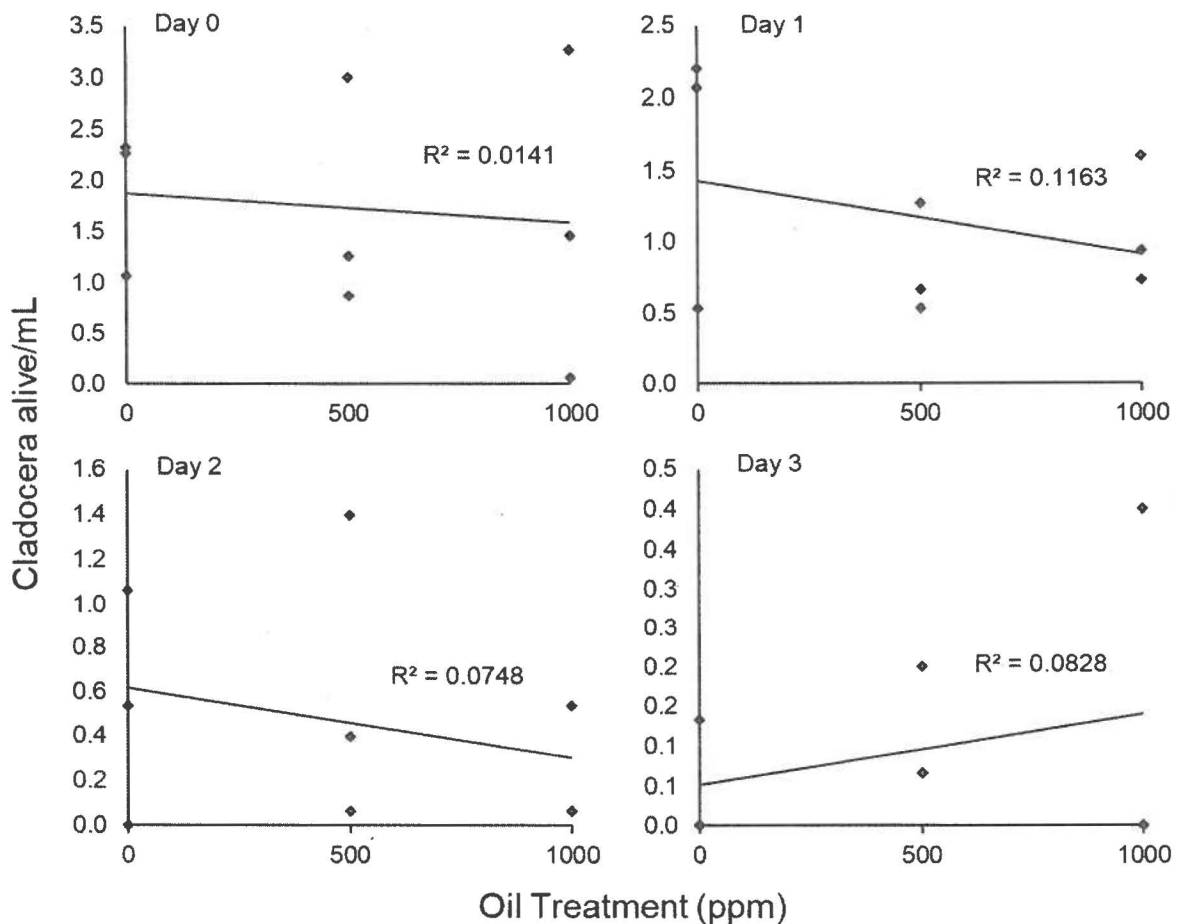 Day 0
3.5
3.0
2.5
2.0
1.5
1.0
0.5
0.0
R² = 0.0141
0 500 1000
Day 1
2.5
2.0
1.5
1.0
0.5
0.0
R² = 0.1163
0 500 1000
Cladocera alive/mL
Day 2
1.6
1.4
1.2
1.0
0.8
0.6
0.4
0.2
0.0
R² = 0.0748
0 500 1000
Day 3
0.5
0.4
0.4
0.3
0.3
0.2
0.2
0.1
0.1
0.0
R² = 0.0828
0 500 1000
Oil Treatment (ppm)